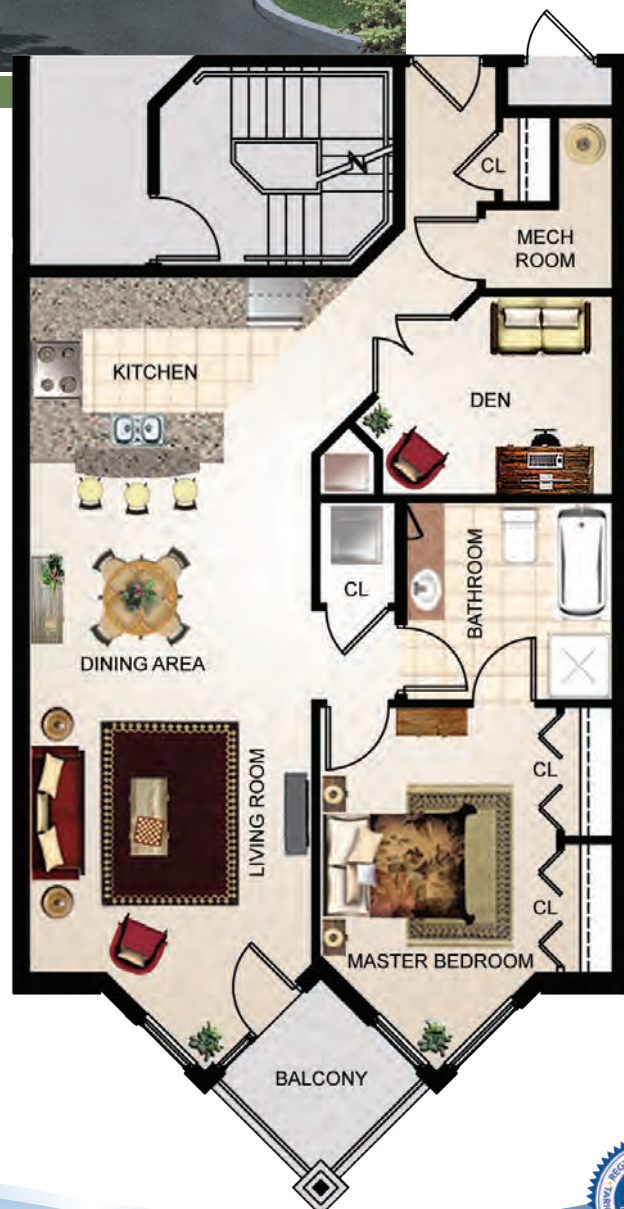 CL
MECH
ROOM
KITCHEN
DEN
BATHROOM
CL
DINING AREA
LIVING ROOM
CL
CL
MASTER BEDROOM
BALCONY